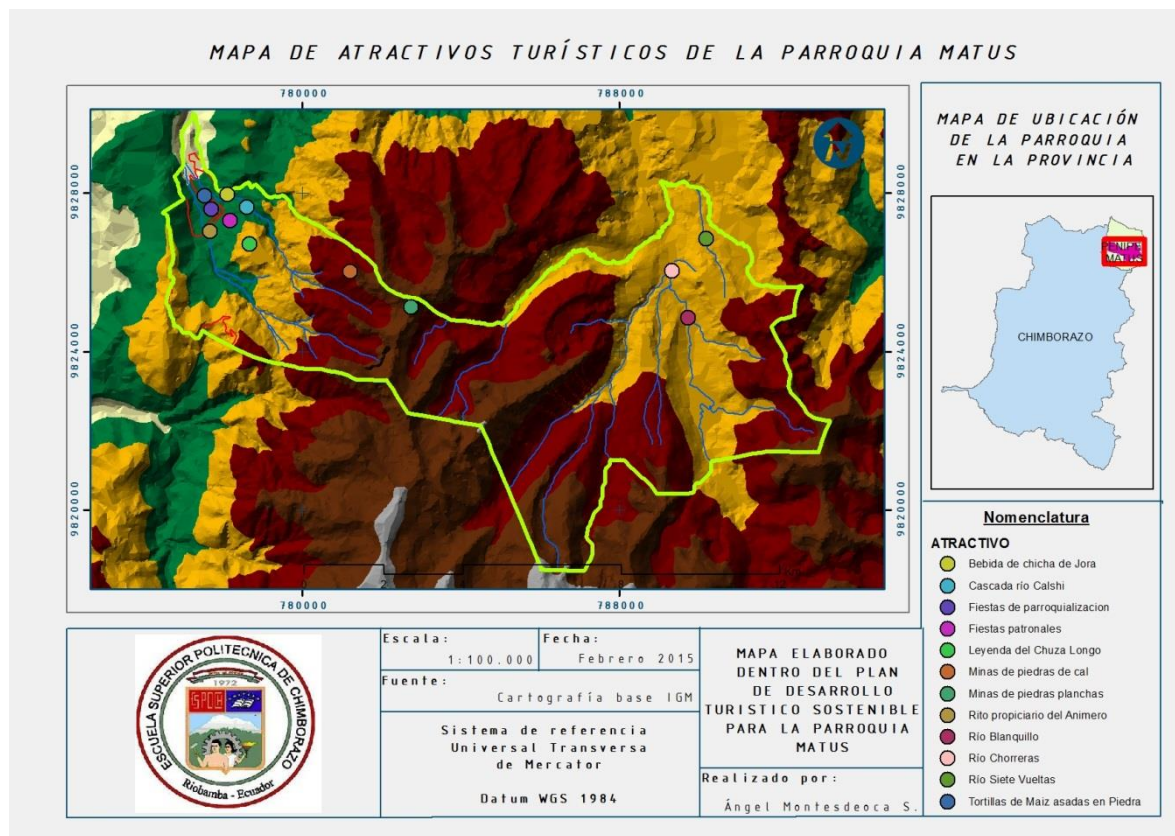 MAPA DE ATRACTIVOS TURÍSTICOS DE LA PARROQUIA MATUS
780000
788000
9828000
9828000
9824000
9824000
9820000
9820000
780000
788000
MAPA DE UBICACIÓN
DE LA PARROQUIA
EN LA PROVINCIA
MATUS
CHIMBORAZO
Nomenclatura
ATRACTIVO
Bebida de chicha de Jora
Cascada río Calshi
Fiestas de parroquializacion
Fiestas patronales
Leyenda del Chuza Longo
Minas de piedras de cal
Minas de piedras planchas
Rito propiciario del Animero
Río Blanquillo
Río Chorreras
Río Siete Vueltas
Tortillas de Maiz asadas en Piedra
ESCUELA SUPERIOR POLITECNICA DE CHIMBORAZO
1972
ESPOCH
Riobamba - Ecuador
Escala:
1:100.000
Fecha:
Febrero 2015
Fuente:
Cartografía base IGM
Sistema de referencia
Universal Transversa
de Mercator
Datum WGS 1984
MAPA ELABORADO
DENTRO DEL PLAN
DE DESARROLLO
TURISTICO SOSTENIBLE
PARA LA PARROQUIA
MATUS
Realizado por:
Ángel Montesdeoca S.